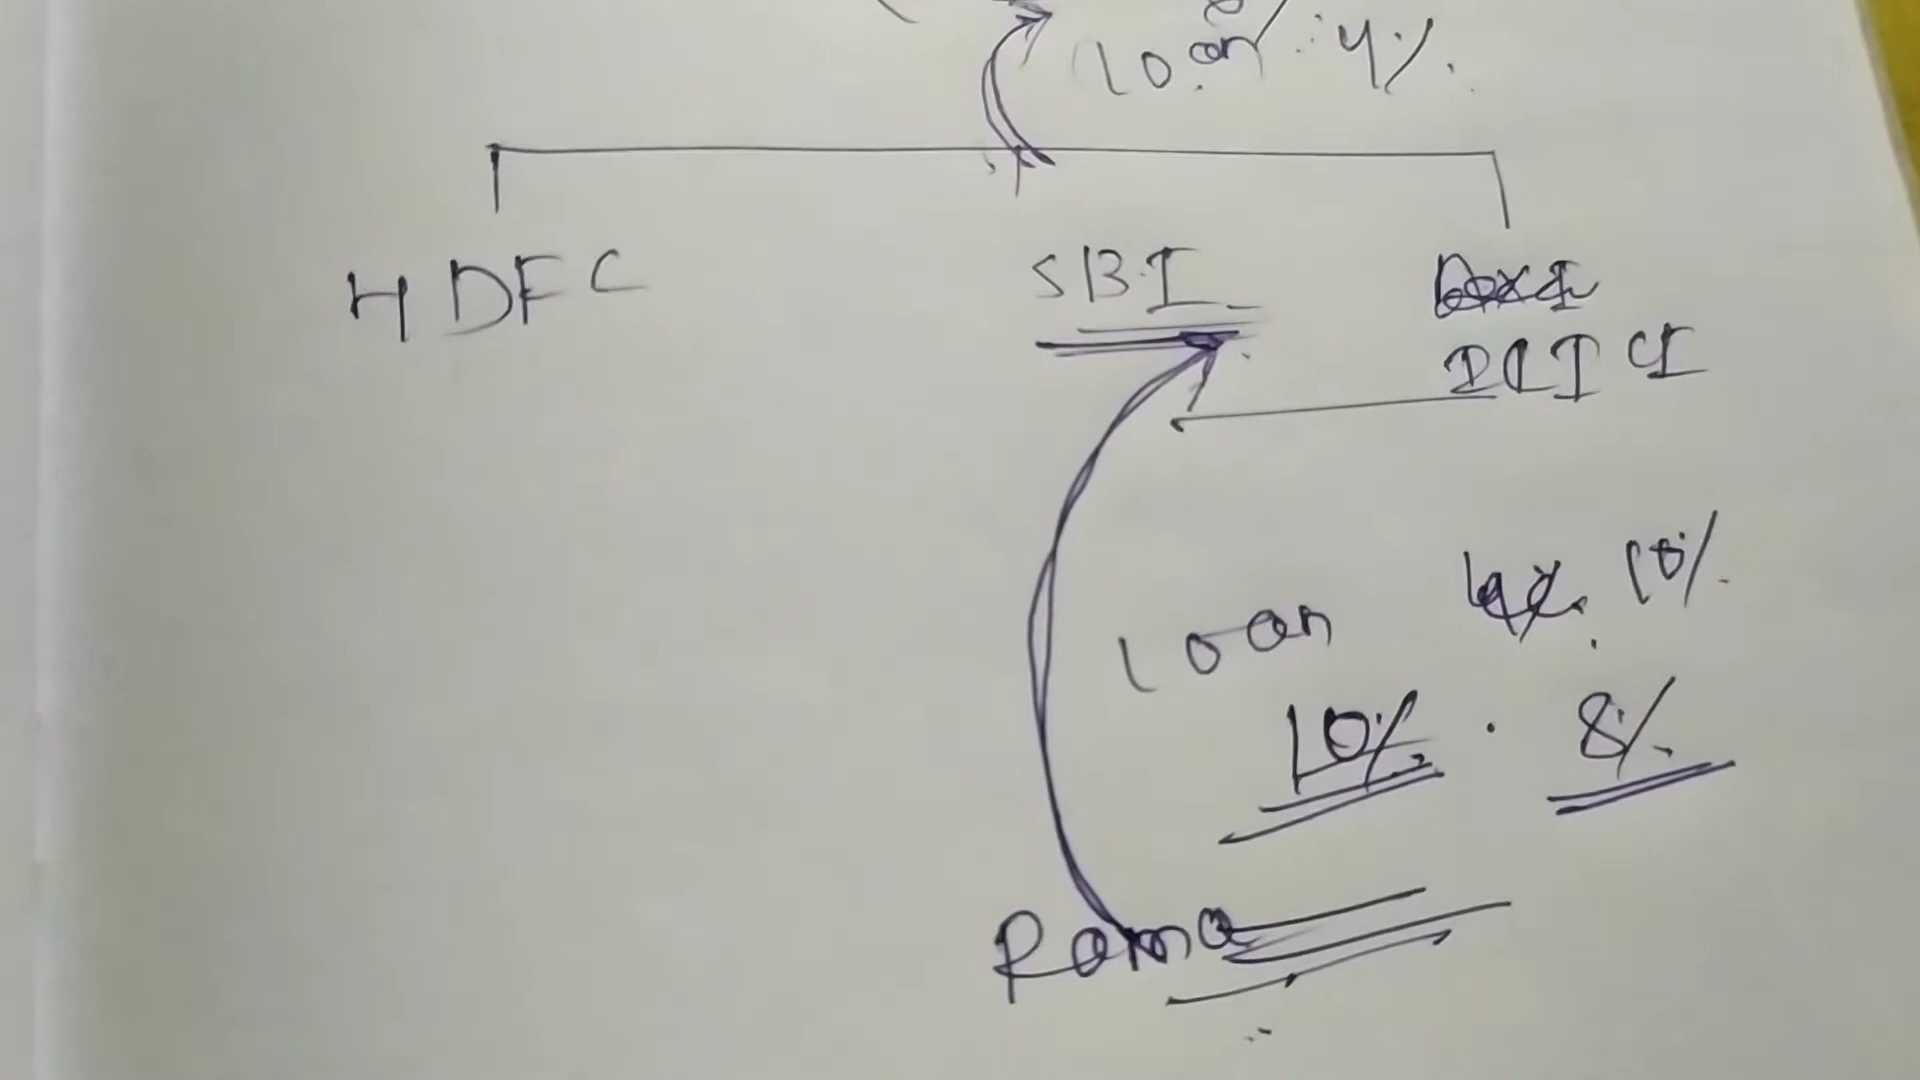 loan 4%.
HDFC SBI
ICICI
10%.
loan
10%. 8%.
Rama